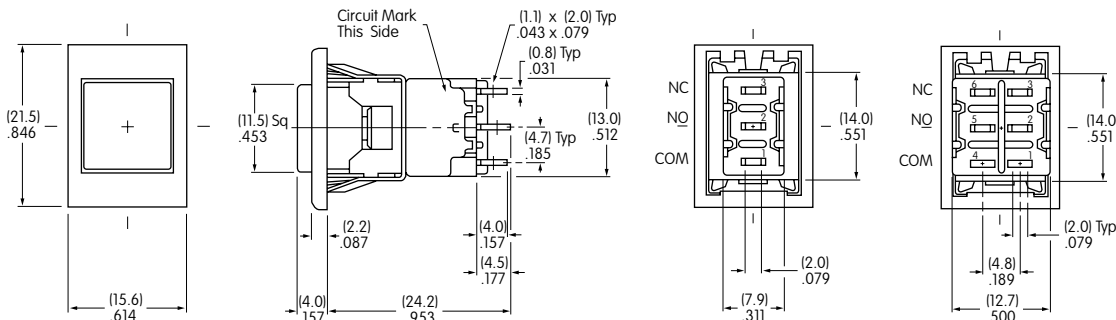 (21.5)
.846
(15.6)
.614
Circuit Mark
This Side
(1.1) x (2.0) Typ
.043 x .079
(0.8) Typ
.031
(11.5) Sq
.453
(4.7) Typ
.185
(13.0)
.512
(2.2)
.087
(4.0)
.157
(4.5)
.177
(4.0)
.157
(24.2)
.953
NC
NO
COM
3
2
1
(14.0)
.551
(2.0)
.079
(7.9)
.311
NC
NO
COM
6 3
5 2
4 1
(14.0
.551
(2.0) Typ
.079
(4.8)
.189
(12.7)
.500